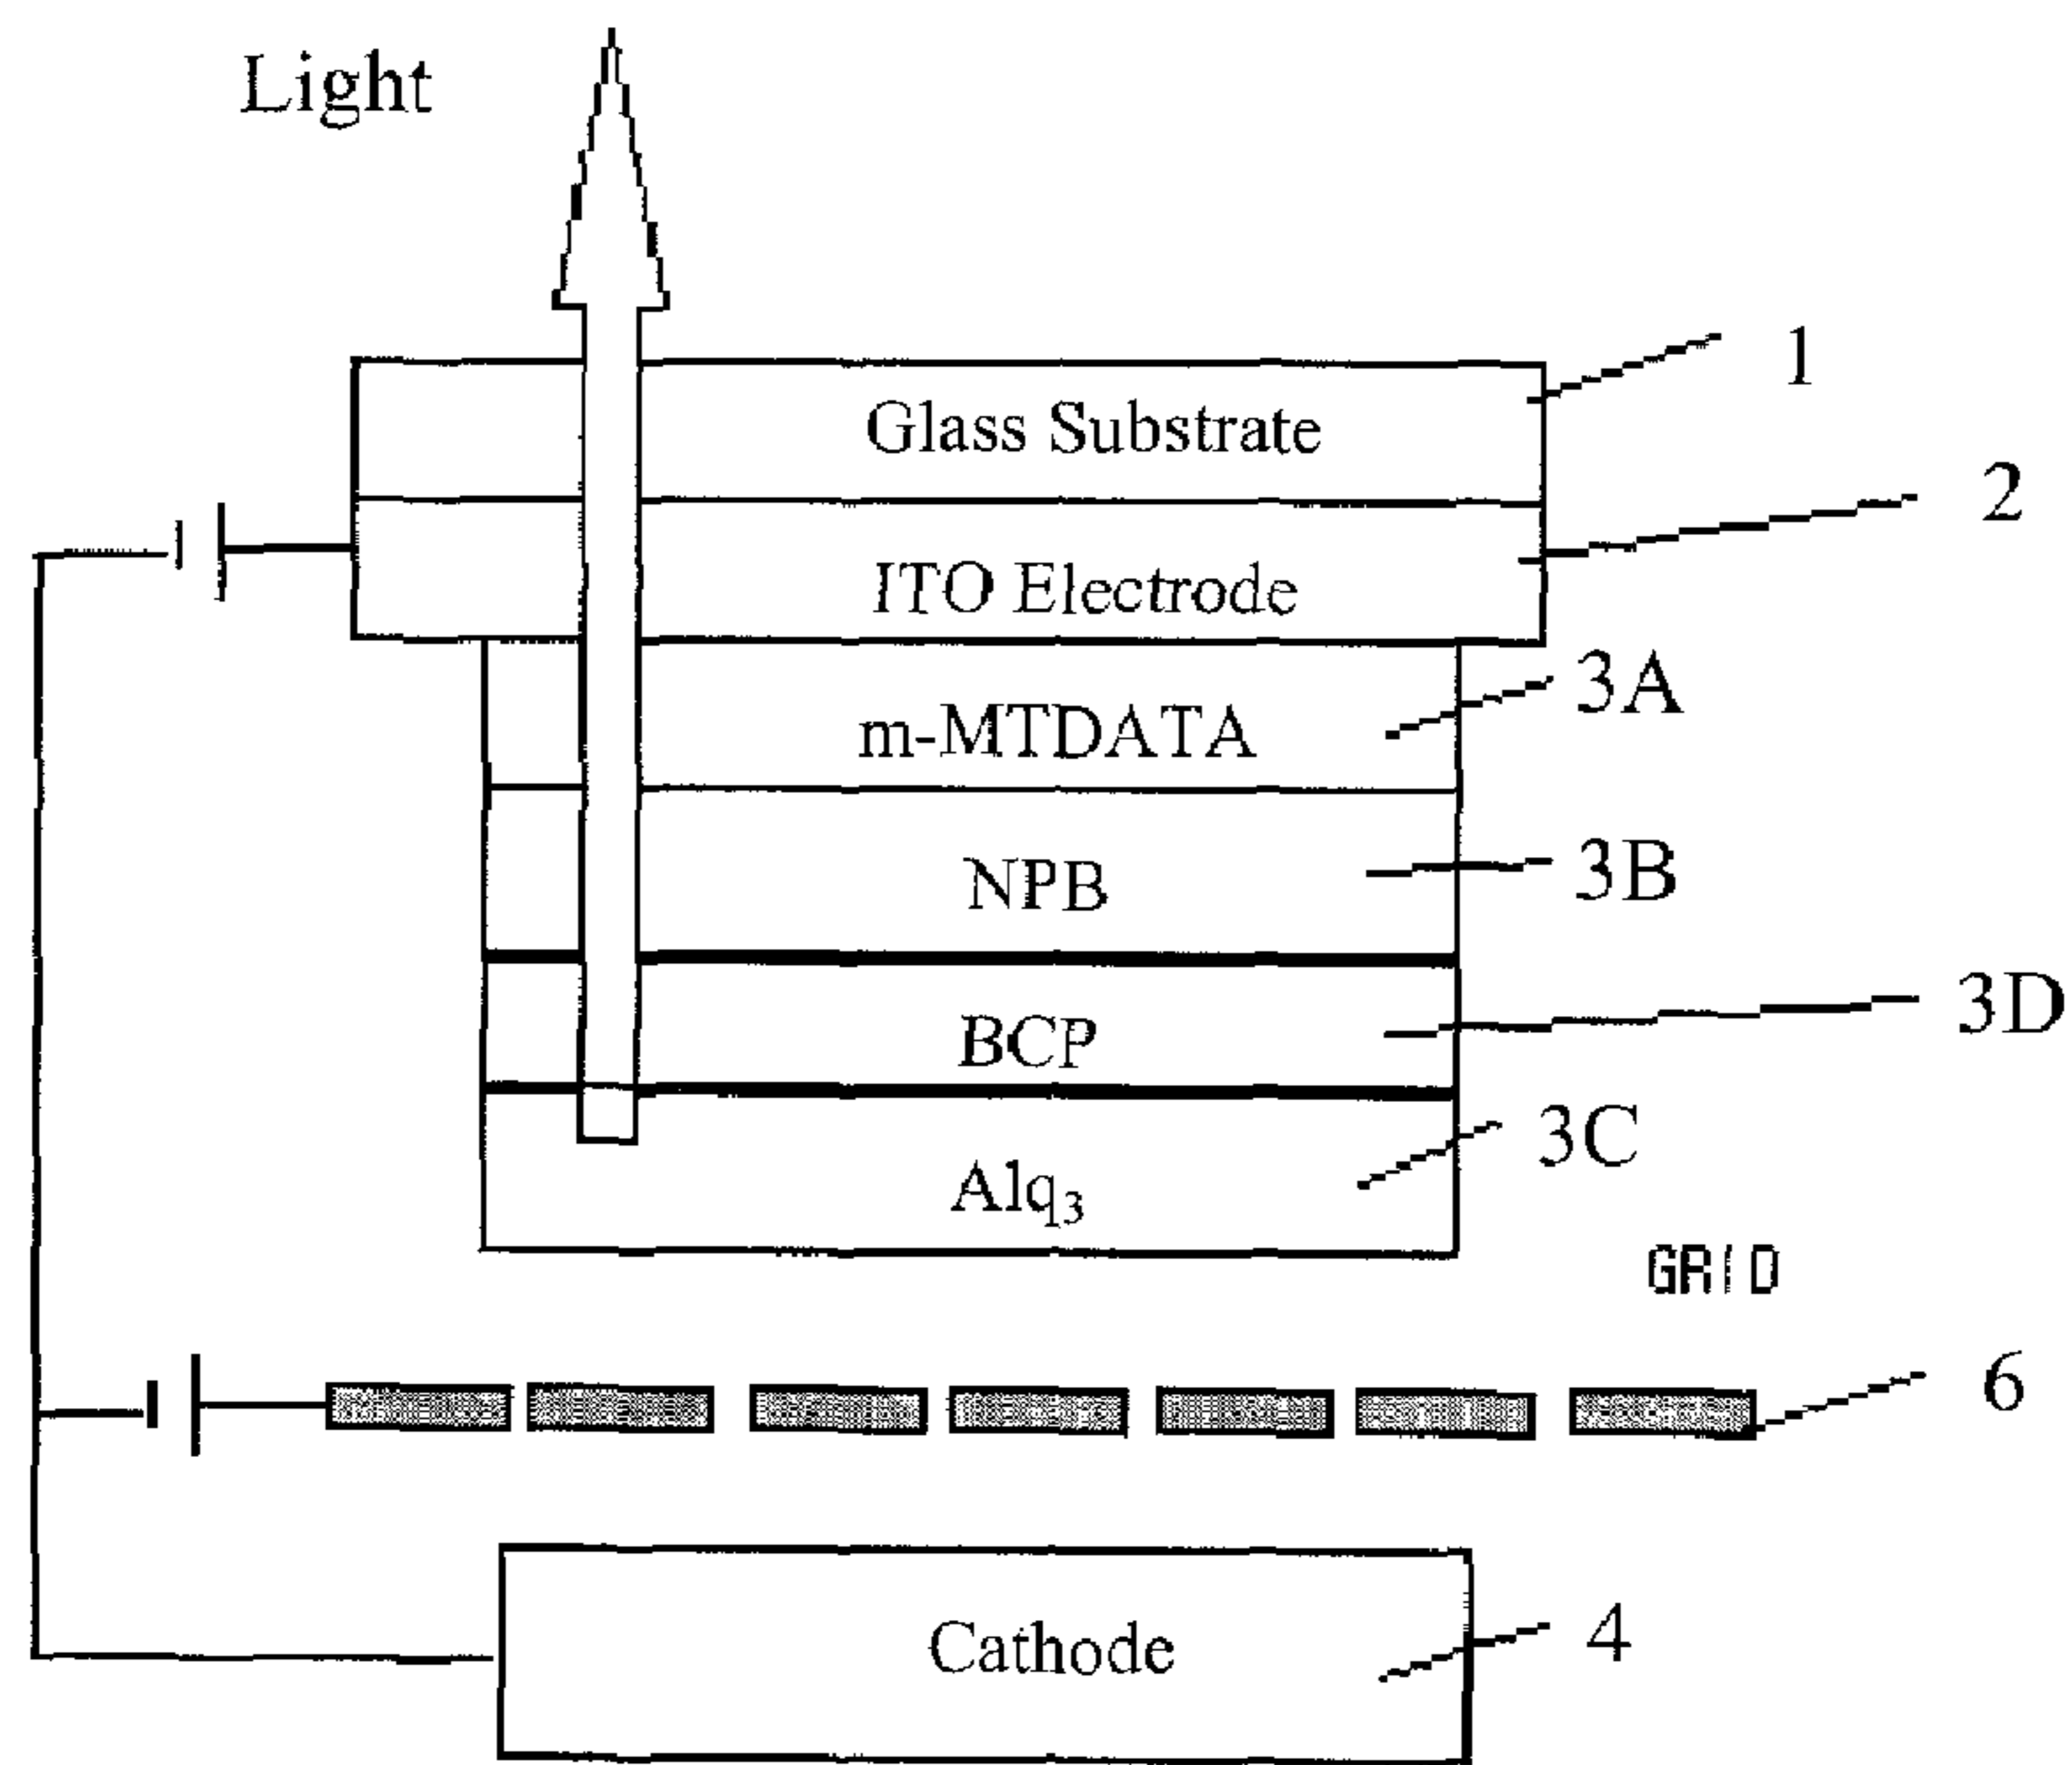 Light
1
Glass Substrate
2
ITO Electrode
3A
m-MTDATA
3B
NPB
3D
BCP
3C
Alq₃
GRID
6
4
Cathode